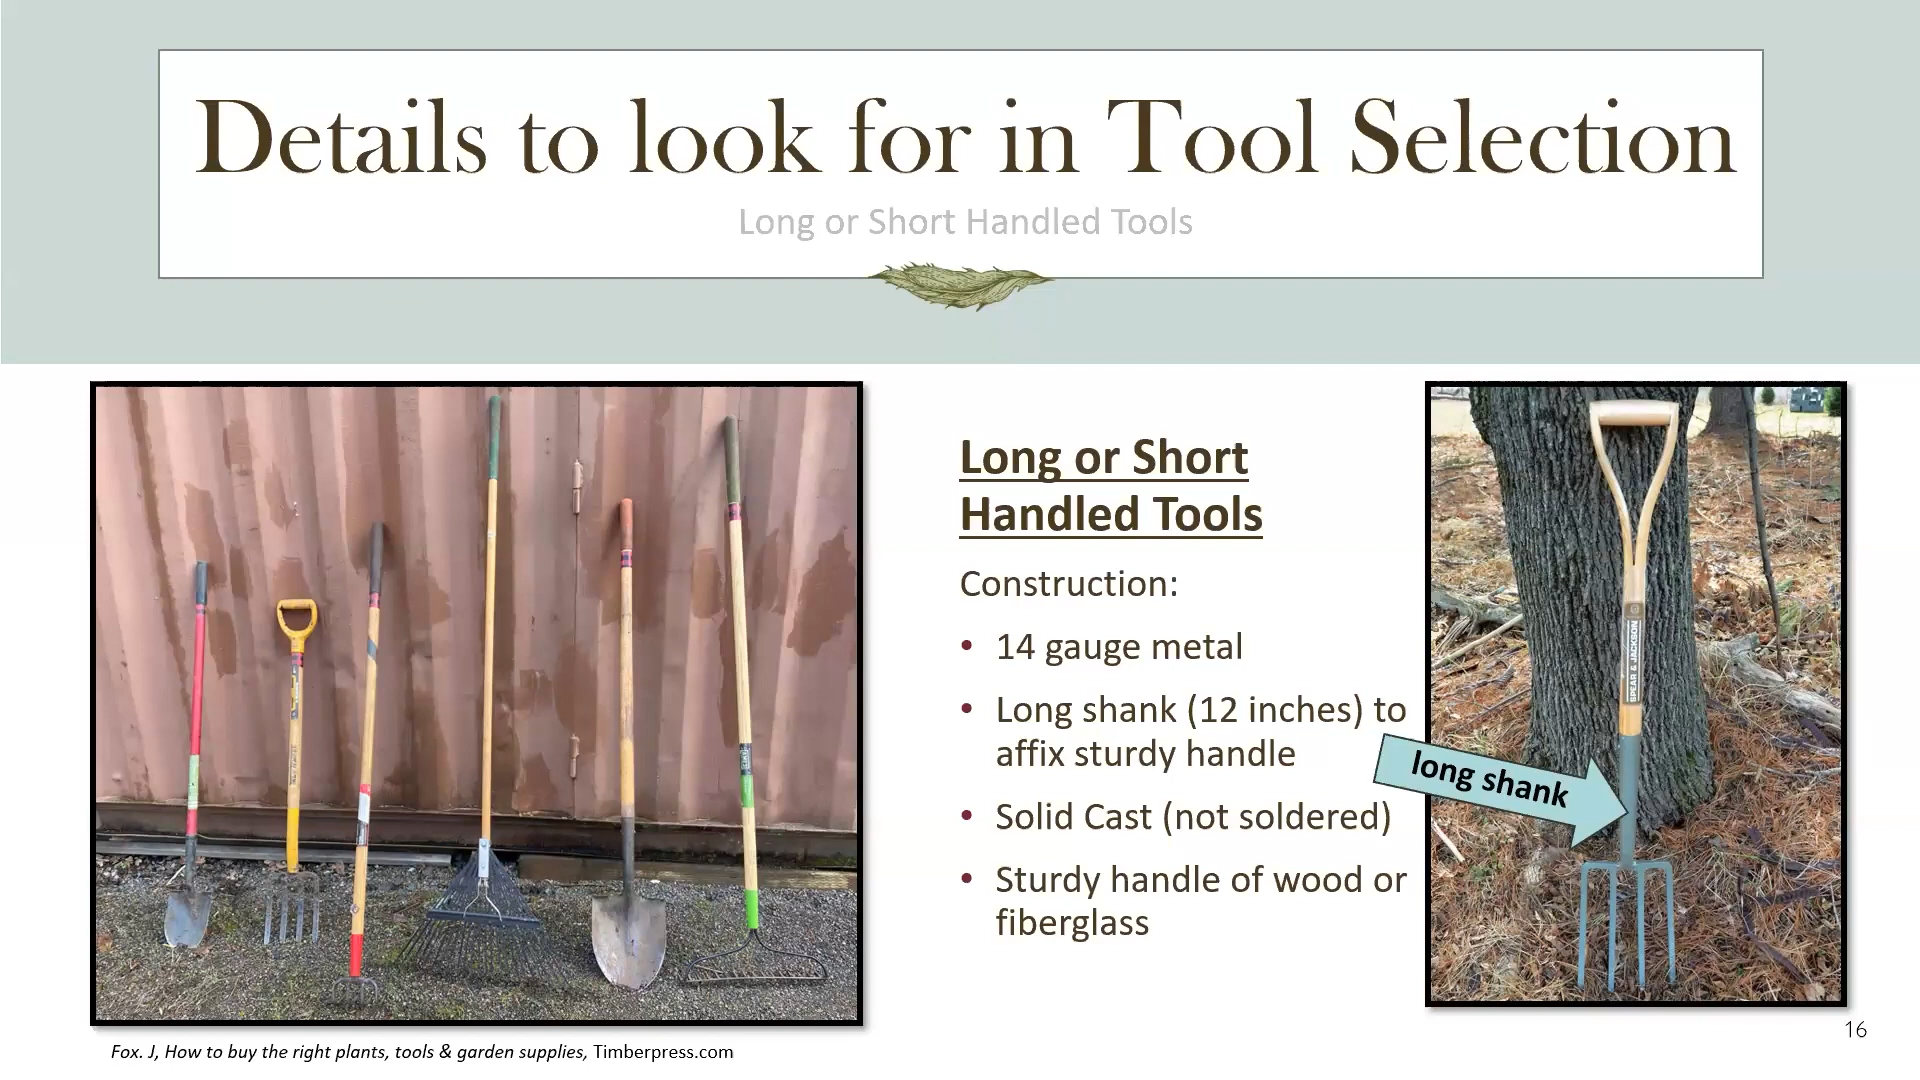 Details to look for in Tool Selection
Long or Short Handled Tools
Long or Short
Handled Tools
Construction:
• 14 gauge metal
• Long shank (12 inches) to
affix sturdy handle
• Solid Cast (not soldered)
• Sturdy handle of wood or
fiberglass
long shank
SPEAR & JACKSON
Fox. J, How to buy the right plants, tools & garden supplies, Timberpress.com
16